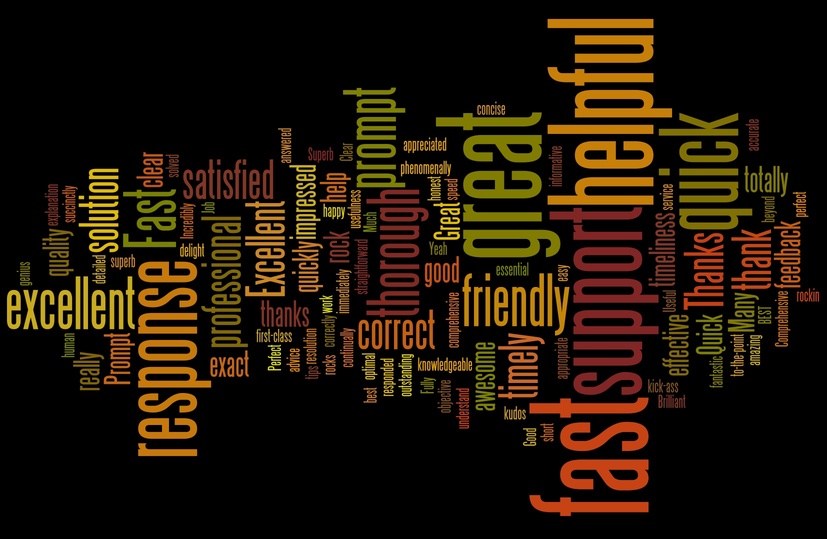 genius
explanation
succinctly
quality
excellent
human
really
detailed
solution
superb
Prompt
Fast
clear
solved
response
satisfied
Incredibly
Job
delight
professional
exact
Excellent
thanks
first-class
Perfect
advice
tips
resolution
answered
Superb
impressed
quickly
help
happy
rock
work
correctly
rocks
immediately
continually
Clear
usefulness
straightforward
Much
prompt
thorough
correct
best
optimal
responded
outstanding
appreciated
phenomenally
honest
speed
Great
Yeah
good
comprehensive
knowledgeable
Fully
objective
understand
concise
great
essential
friendly
awesome
timely
kudos
Good
short
easy
appropriate
informative
helpful
support
fast
service
timeliness
Useful
effective
kick-ass
Brilliant
quick
Thanks
Quick
fantastic
accurate
totally
beyond
thank
Many
to-the-point
amazing
BEST
perfect
feedback
Comprehensive
rockin